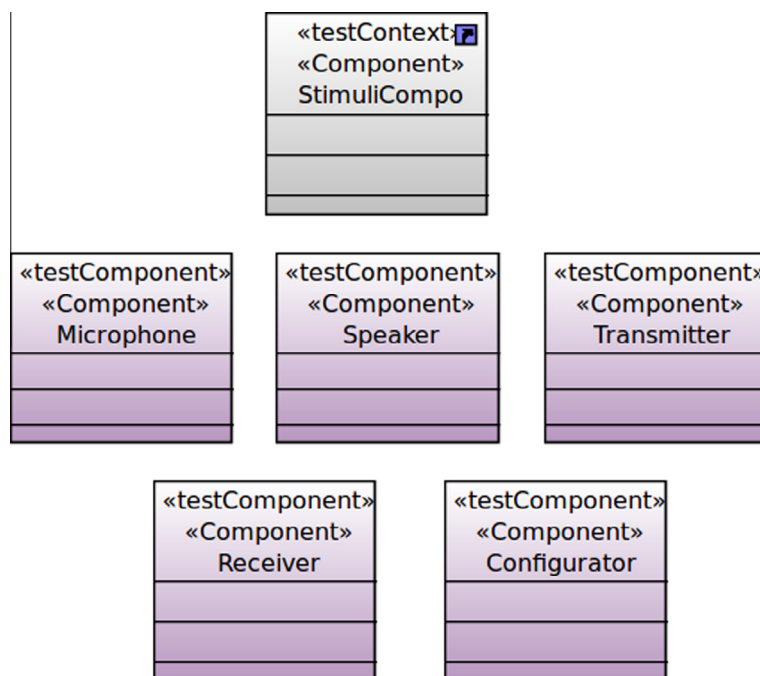 «testContext»
«Component»
StimuliCompo
«testComponent» «testComponent» «testComponent»
«Component» «Component» «Component»
Microphone Speaker Transmitter
«testComponent» «testComponent»
«Component» «Component»
Receiver Configurator